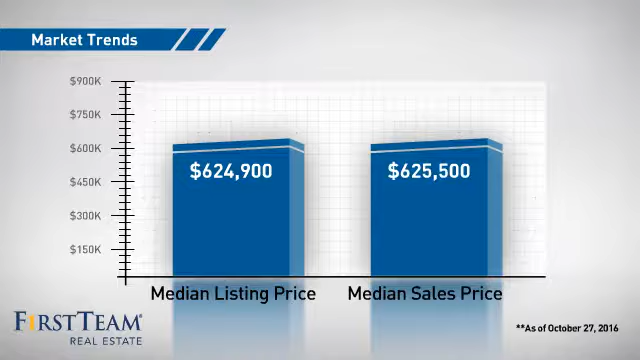 Market Trends
$900K
$750K
$600K
$450K
$300K
$150K
$624,900
$625,500
Median Listing Price
Median Sales Price
FIRSTTEAM®
REAL ESTATE
**As of October 27, 2016